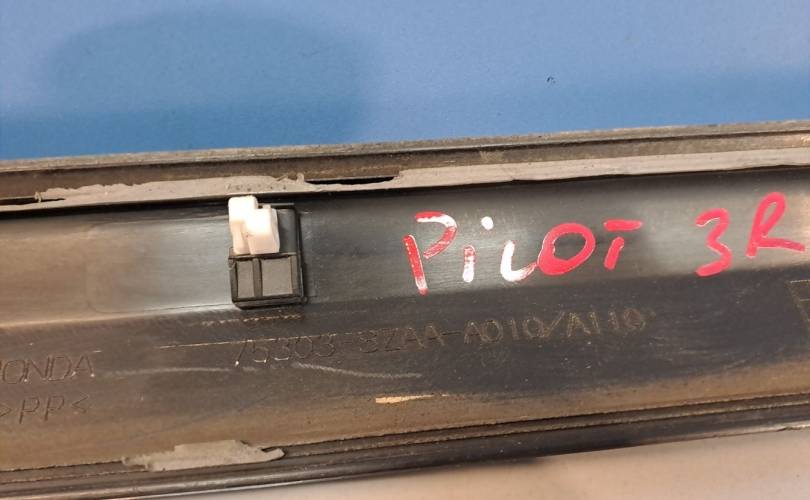 PiLOT 3R
75303-SZAA-A010/A110
HONDA
>PP<